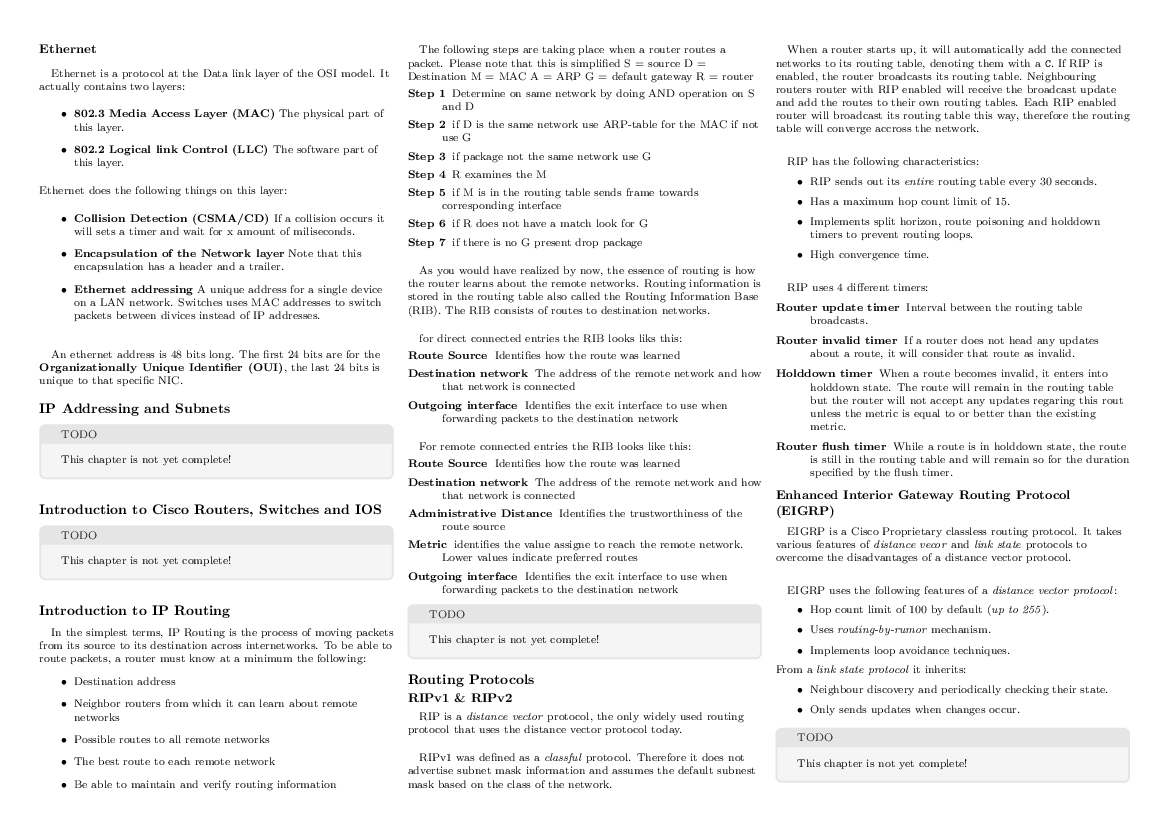 Ethernet
Ethernet is a protocol at the Data link layer of the OSI model. It
actually contains two layers:
• 802.3 Media Access Layer (MAC) The physical part of
this layer.
• 802.2 Logical link Control (LLC) The software part of
this layer.
Ethernet does the following things on this layer:
• Collision Detection (CSMA/CD) If a collision occurs it
will sets a timer and wait for x amount of miliseconds.
• Encapsulation of the Network layer Note that this
encapsulation has a header and a trailer.
• Ethernet addressing A unique address for a single device
on a LAN network. Switches uses MAC addresses to switch
packets between divices instead of IP addresses.
An ethernet address is 48 bits long. The first 24 bits are for the
Organizationally Unique Identifier (OUI), the last 24 bits is
unique to that specific NIC.
IP Addressing and Subnets
TODO
This chapter is not yet complete!
Introduction to Cisco Routers, Switches and IOS
TODO
This chapter is not yet complete!
Introduction to IP Routing
In the simplest terms, IP Routing is the process of moving packets
from its source to its destination across internetworks. To be able to
route packets, a router must know at a minimum the following:
• Destination address
• Neighbor routers from which it can learn about remote
networks
• Possible routes to all remote networks
• The best route to each remote network
• Be able to maintain and verify routing information
The following steps are taking place when a router routes a
packet. Please note that this is simplified S = source D =
Destination M = MAC A = ARP G = default gateway R = router
Step 1 Determine on same network by doing AND operation on S
and D
Step 2 if D is the same network use ARP-table for the MAC if not
use G
Step 3 if package not the same network use G
Step 4 R examines the M
Step 5 if M is in the routing table sends frame towards
corresponding interface
Step 6 if R does not have a match look for G
Step 7 if there is no G present drop package
As you would have realized by now, the essence of routing is how
the router learns about the remote networks. Routing information is
stored in the routing table also called the Routing Information Base
(RIB). The RIB consists of routes to destination networks.
for direct connected entries the RIB looks liks this:
Route Source Identifies how the route was learned
Destination network The address of the remote network and how
that network is connected
Outgoing interface Identifies the exit interface to use when
forwarding packets to the destination network
For remote connected entries the RIB looks like this:
Route Source Identifies how the route was learned
Destination network The address of the remote network and how
that network is connected
Administrative Distance Identifies the trustworthiness of the
route source
Metric identifies the value assigne to reach the remote network.
Lower values indicate preferred routes
Outgoing interface Identifies the exit interface to use when
forwarding packets to the destination network
TODO
This chapter is not yet complete!
Routing Protocols
RIPv1 & RIPv2
RIP is a distance vector protocol, the only widely used routing
protocol that uses the distance vector protocol today.
RIPv1 was defined as a classful protocol. Therefore it does not
advertise subnet mask information and assumes the default subnest
mask based on the class of the network.
When a router starts up, it will automatically add the connected
networks to its routing table, denoting them with a C. If RIP is
enabled, the router broadcasts its routing table. Neighbouring
routers router with RIP enabled will receive the broadcast update
and add the routes to their own routing tables. Each RIP enabled
router will broadcast its routing table this way, therefore the routing
table will converge accross the network.
RIP has the following characteristics:
• RIP sends out its entire routing table every 30 seconds.
• Has a maximum hop count limit of 15.
• Implements split horizon, route poisoning and holddown
timers to prevent routing loops.
• High convergence time.
RIP uses 4 different timers:
Router update timer Interval between the routing table
broadcasts.
Router invalid timer If a router does not head any updates
about a route, it will consider that route as invalid.
Holddown timer When a route becomes invalid, it enters into
holddown state. The route will remain in the routing table
but the router will not accept any updates regaring this rout
unless the metric is equal to or better than the existing
metric.
Router flush timer While a route is in holddown state, the route
is still in the routing table and will remain so for the duration
specified by the flush timer.
Enhanced Interior Gateway Routing Protocol
(EIGRP)
EIGRP is a Cisco Proprietary classless routing protocol. It takes
various features of distance vecor and link state protocols to
overcome the disadvantages of a distance vector protocol.
EIGRP uses the following features of a distance vector protocol:
• Hop count limit of 100 by default (up to 255).
• Uses routing-by-rumor mechanism.
• Implements loop avoidance techniques.
From a link state protocol it inherits:
• Neighbour discovery and periodically checking their state.
• Only sends updates when changes occur.
TODO
This chapter is not yet complete!